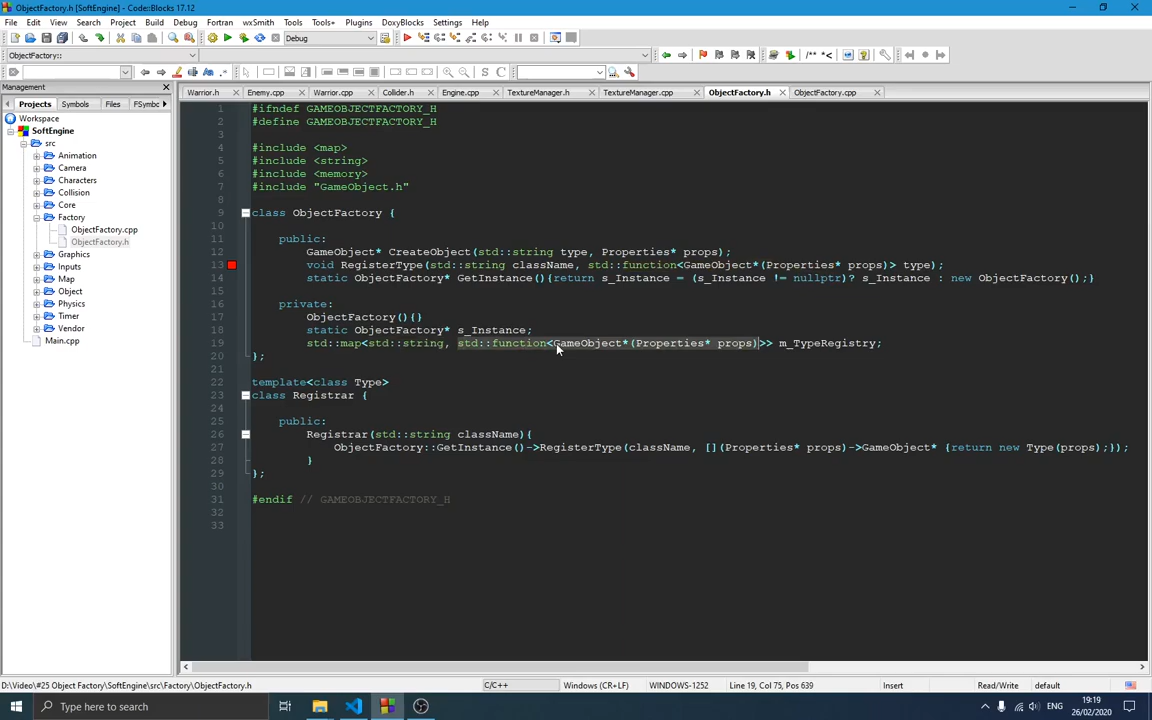 ObjectFactory.h [SoftEngine] - Code::Blocks 17.12
File Edit View Search Project Build Debug Fortran wxSmith Tools Tools+ Plugins DoxyBlocks Settings Help
Debug
ObjectFactory::
/** *<
S C
Management
Projects Symbols Files FSymbc
Warrior.h Enemy.cpp Warrior.cpp Collider.h Engine.cpp TextureManager.h TextureManager.cpp ObjectFactory.h ObjectFactory.cpp
Workspace
SoftEngine
src
Animation
Camera
Characters
Collision
Core
Factory
ObjectFactory.cpp
ObjectFactory.h
Graphics
Inputs
Map
Object
Physics
Timer
Vendor
Main.cpp
1 #ifndef GAMEOBJECTFACTORY_H
2 #define GAMEOBJECTFACTORY_H
3
4 #include <map>
5 #include <string>
6 #include <memory>
7 #include "GameObject.h"
8
9 class ObjectFactory {
10
11 public:
12 GameObject* CreateObject(std::string type, Properties* props);
13 void RegisterType(std::string className, std::function<GameObject*(Properties* props)> type);
14 static ObjectFactory* GetInstance(){return s_Instance = (s_Instance != nullptr)? s_Instance : new ObjectFactory();}
15
16 private:
17 ObjectFactory(){}
18 static ObjectFactory* s_Instance;
19 std::map<std::string, std::function<GameObject*(Properties* props)>> m_TypeRegistry;
20 };
21
22 template<class Type>
23 class Registrar {
24
25 public:
26 Registrar(std::string className){
27 ObjectFactory::GetInstance()->RegisterType(className, [](Properties* props)->GameObject* {return new Type(props);});
28 }
29 };
30
31 #endif // GAMEOBJECTFACTORY_H
32
33
D:\Video\#25 Object Factory\SoftEngine\src\Factory\ObjectFactory.h C/C++ Windows (CR+LF) WINDOWS-1252 Line 19, Col 75, Pos 639 Insert Read/Write default
Type here to search
ENG
19:19
26/02/2020